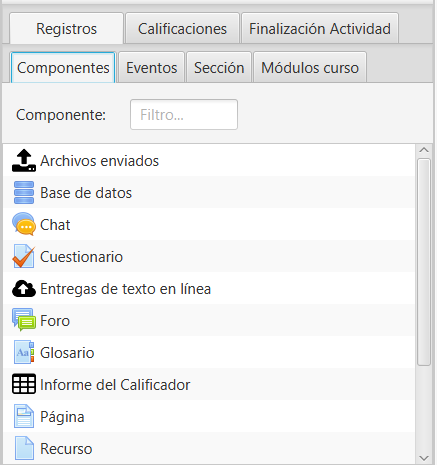 Registros Calificaciones Finalización Actividad
Componentes Eventos Sección Módulos curso
Componente: Filtro...
Archivos enviados
Base de datos
Chat
Cuestionario
Entregas de texto en línea
Foro
Aa Glosario
Informe del Calificador
Página
Recurso